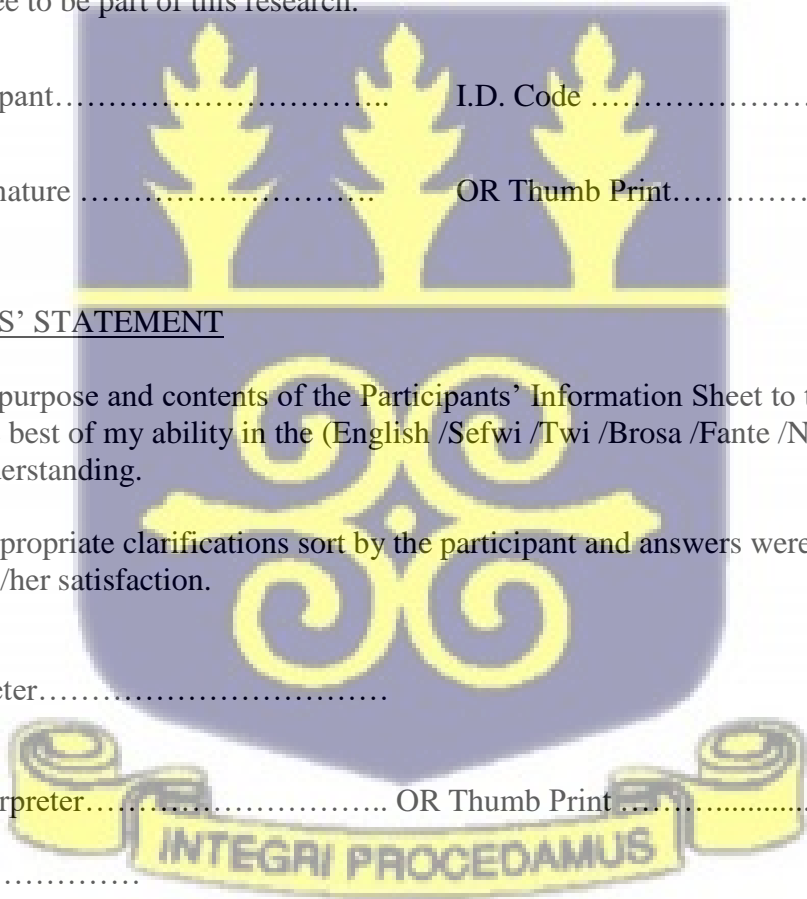 ee to be part of this research.
pant……………………………….. I.D. Code …………………
nature ……………………………. OR Thumb Print……………
S’ STATEMENT
purpose and contents of the Participants’ Information Sheet to t
best of my ability in the (English /Sefwi /Twi /Brosa /Fante /N
derstanding.
propriate clarifications sort by the participant and answers were
/her satisfaction.
eter…………………………………
rpreter…………………………….. OR Thumb Print ………...........
……………
INTEGRI PROCEDAMUS